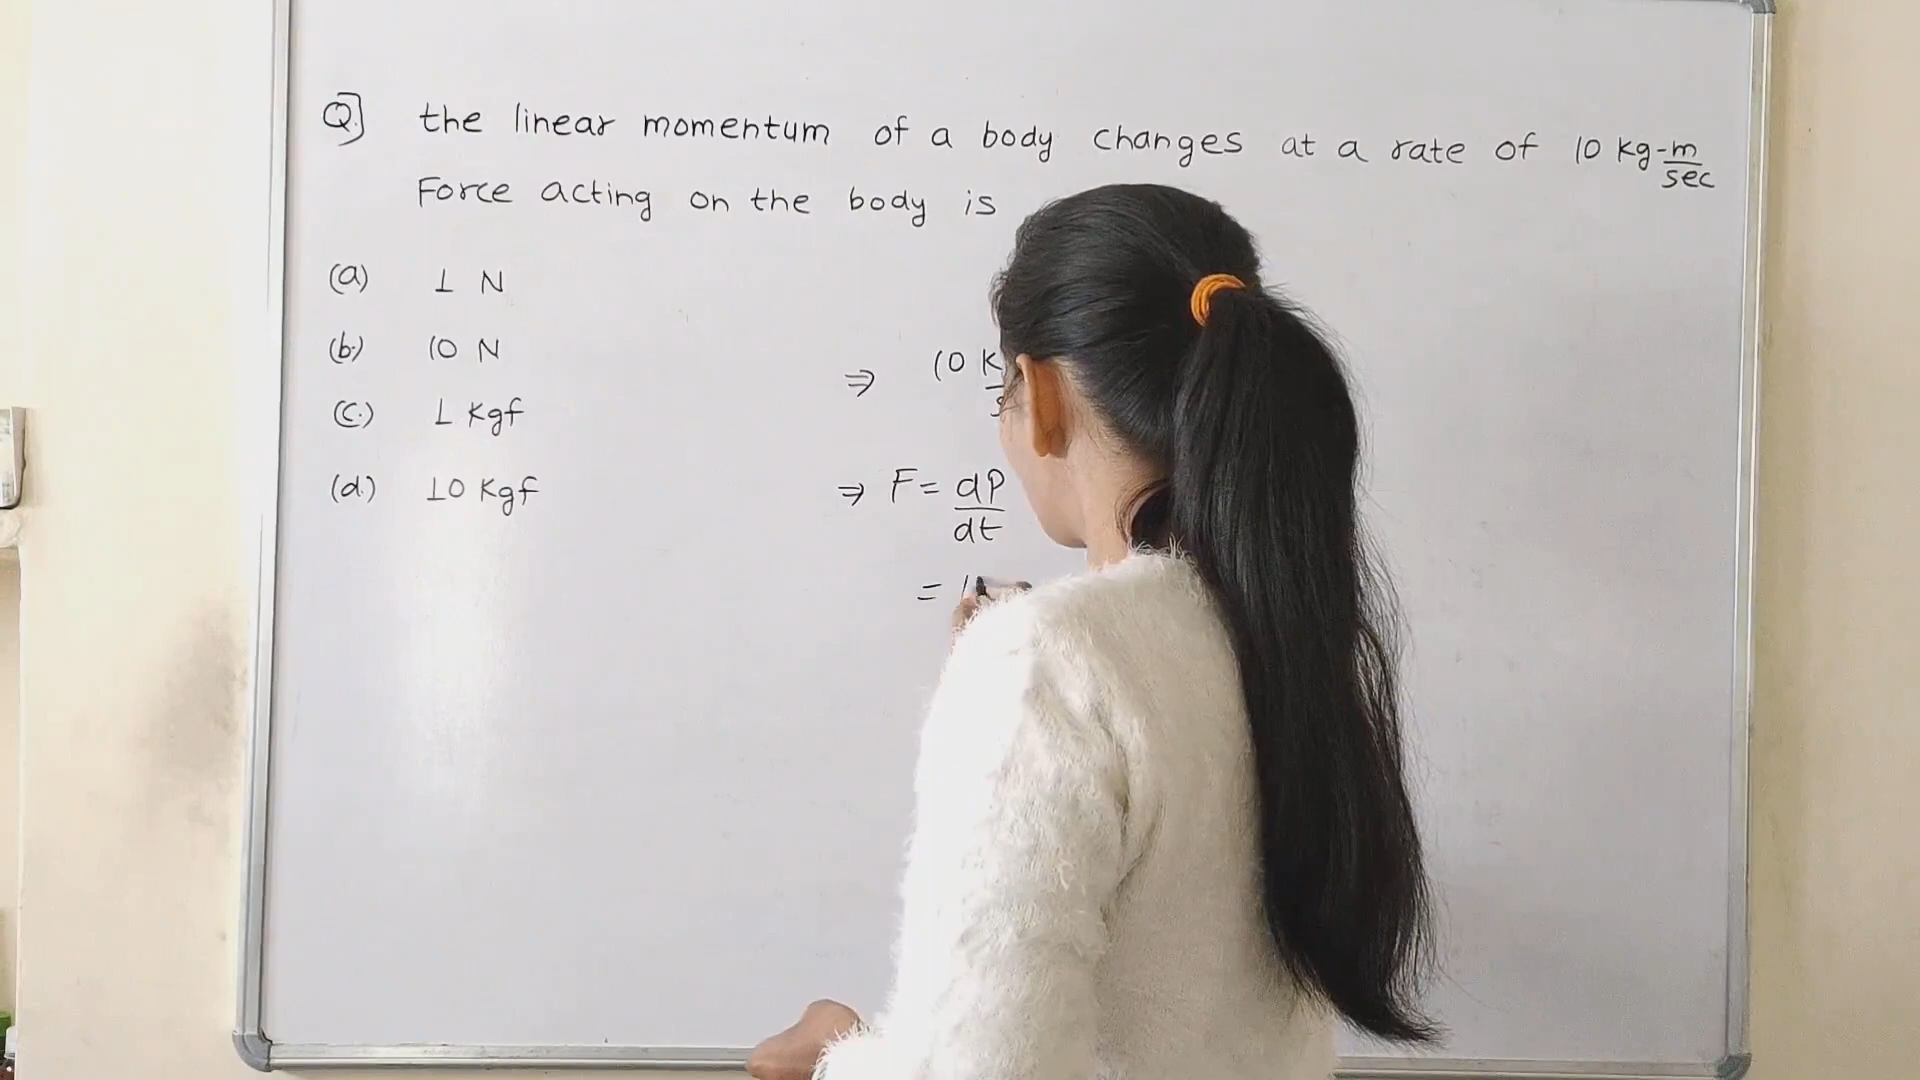 Q.] the linear momentum of a body changes at a rate of 10 kg-m/sec
Force acting on the body is
(a) 1 N
(b) 10 N
(c) 1 Kgf
(d) 10 Kgf
⇒ 10 K
⇒ F = dP/dt
= 1